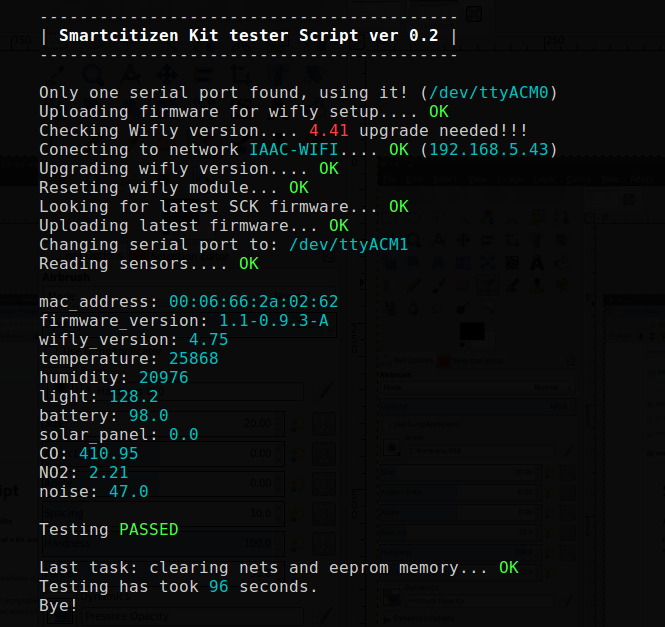 ------------------------------------------
| Smartcitizen Kit tester Script ver 0.2 |
------------------------------------------
Only one serial port found, using it! (/dev/ttyACM0)
Uploading firmware for wifly setup.... OK
Checking Wifly version.... 4.41 upgrade needed!!!
Conecting to network IAAC-WIFI.... OK (192.168.5.43)
Upgrading wifly version.... OK
Reseting wifly module... OK
Looking for latest SCK firmware... OK
Uploading latest firmware... OK
Changing serial port to: /dev/ttyACM1
Reading sensors.... OK
mac_address: 00:06:66:2a:02:62
firmware_version: 1.1-0.9.3-A
wifly_version: 4.75
temperature: 25868
humidity: 20976
light: 128.2
battery: 98.0
solar_panel: 0.0
CO: 410.95
NO2: 2.21
noise: 47.0
Testing PASSED
Last task: clearing nets and eeprom memory... OK
Testing has took 96 seconds.
Bye!